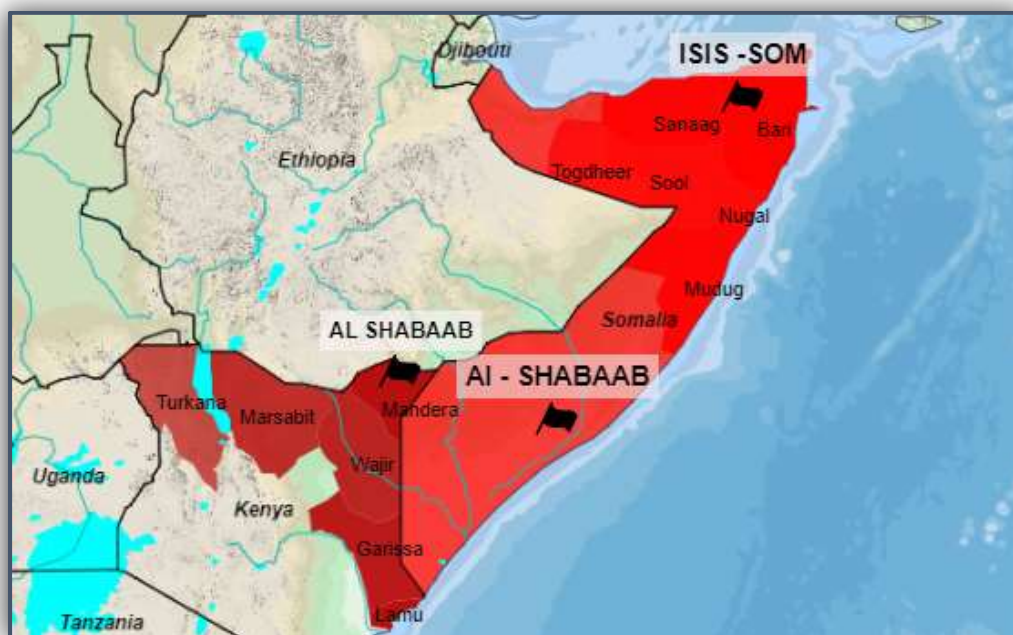 Djibouti
ISIS -SOM
Sanaag
Bari
Ethiopia
Togdheer
Sool
Nugal
Mudug
Somalia
AL SHABAAB
Al - SHABAAB
Turkana
Marsabit
Mahdera
Wajir
Uganda
Kenya
Garissa
Lamu
Tanzania